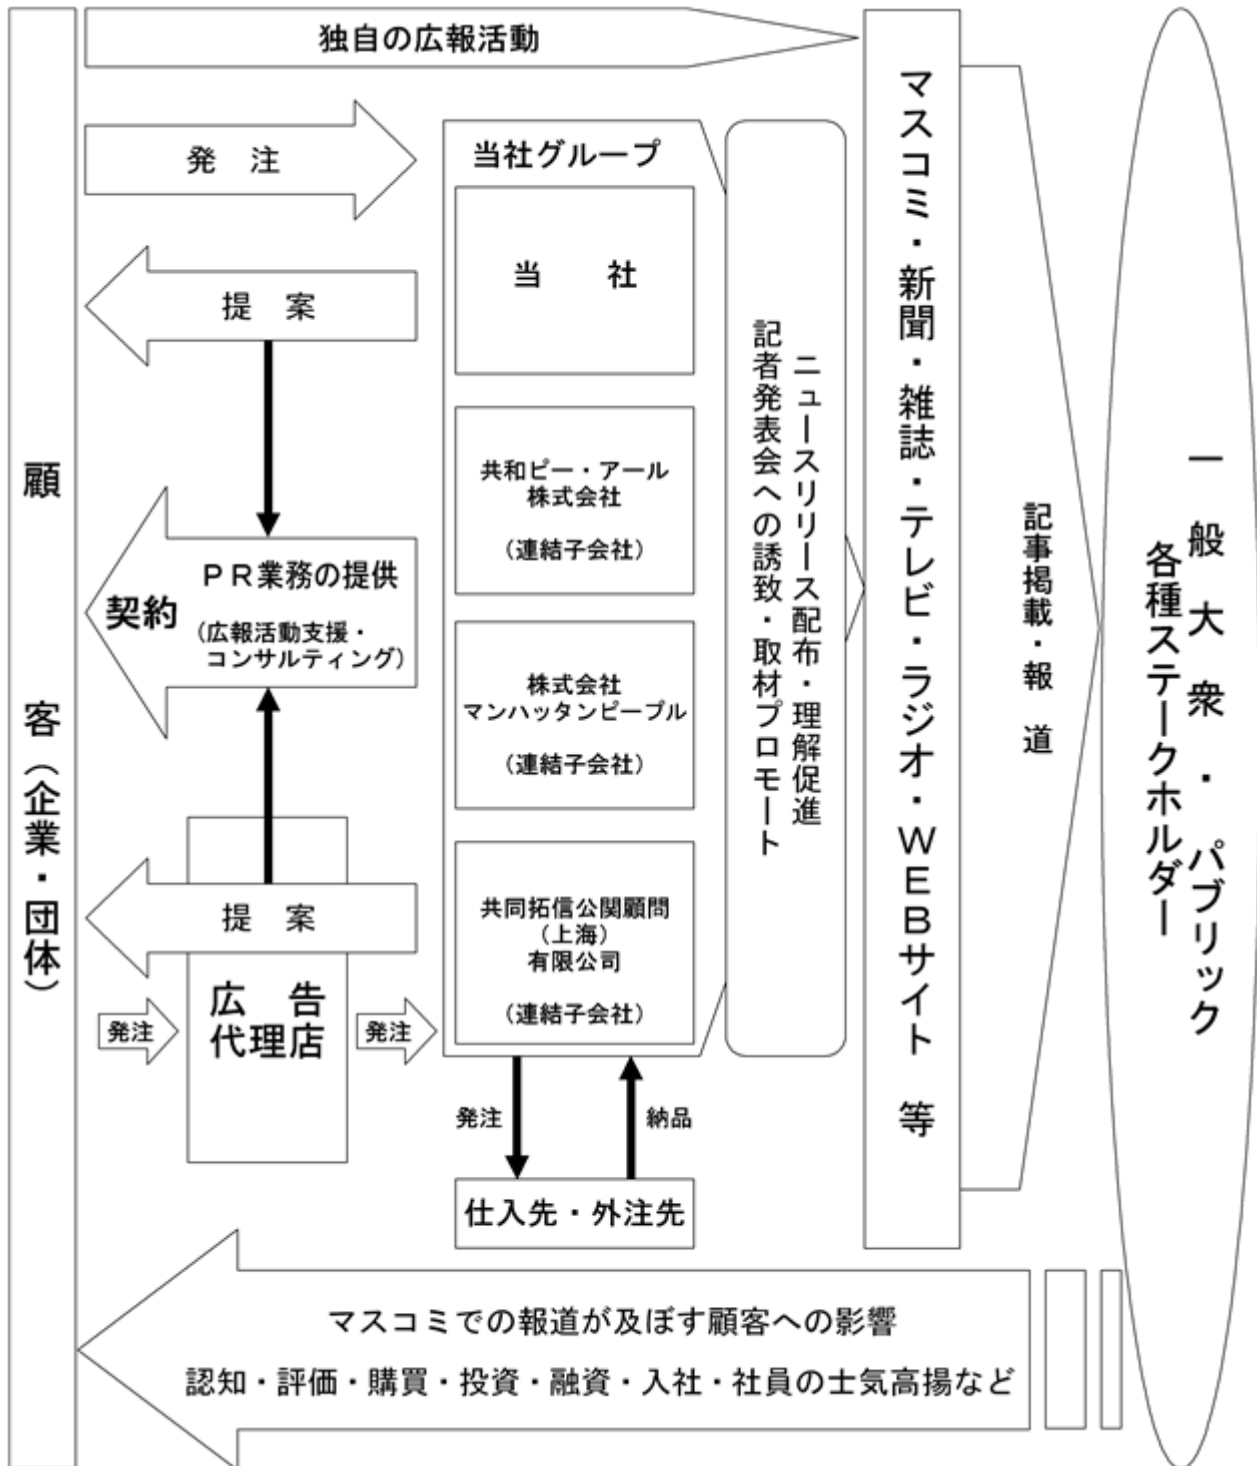 独自の広報活動
発　注
提　案
契約
ＰＲ業務の提供
（広報活動支援・
コンサルティング）
提　案
広　告
代理店
発注
発注
顧　客（企業・団体）
当社グループ
当　社
共和ピー・アール
株式会社
（連結子会社）
株式会社
マンハッタンピープル
（連結子会社）
共同拓信公関顧問
（上海）
有限公司
（連結子会社）
発注
納品
仕入先・外注先
ニュースリリース配布・理解促進
記者発表会への誘致・取材プロモート
マスコミ・新聞・雑誌・テレビ・ラジオ・ＷＥＢサイト　等
記事掲載・報　道
一　般　大　衆　・　パブリック
各種ステークホルダー
マスコミでの報道が及ぼす顧客への影響
認知・評価・購買・投資・融資・入社・社員の士気高揚など